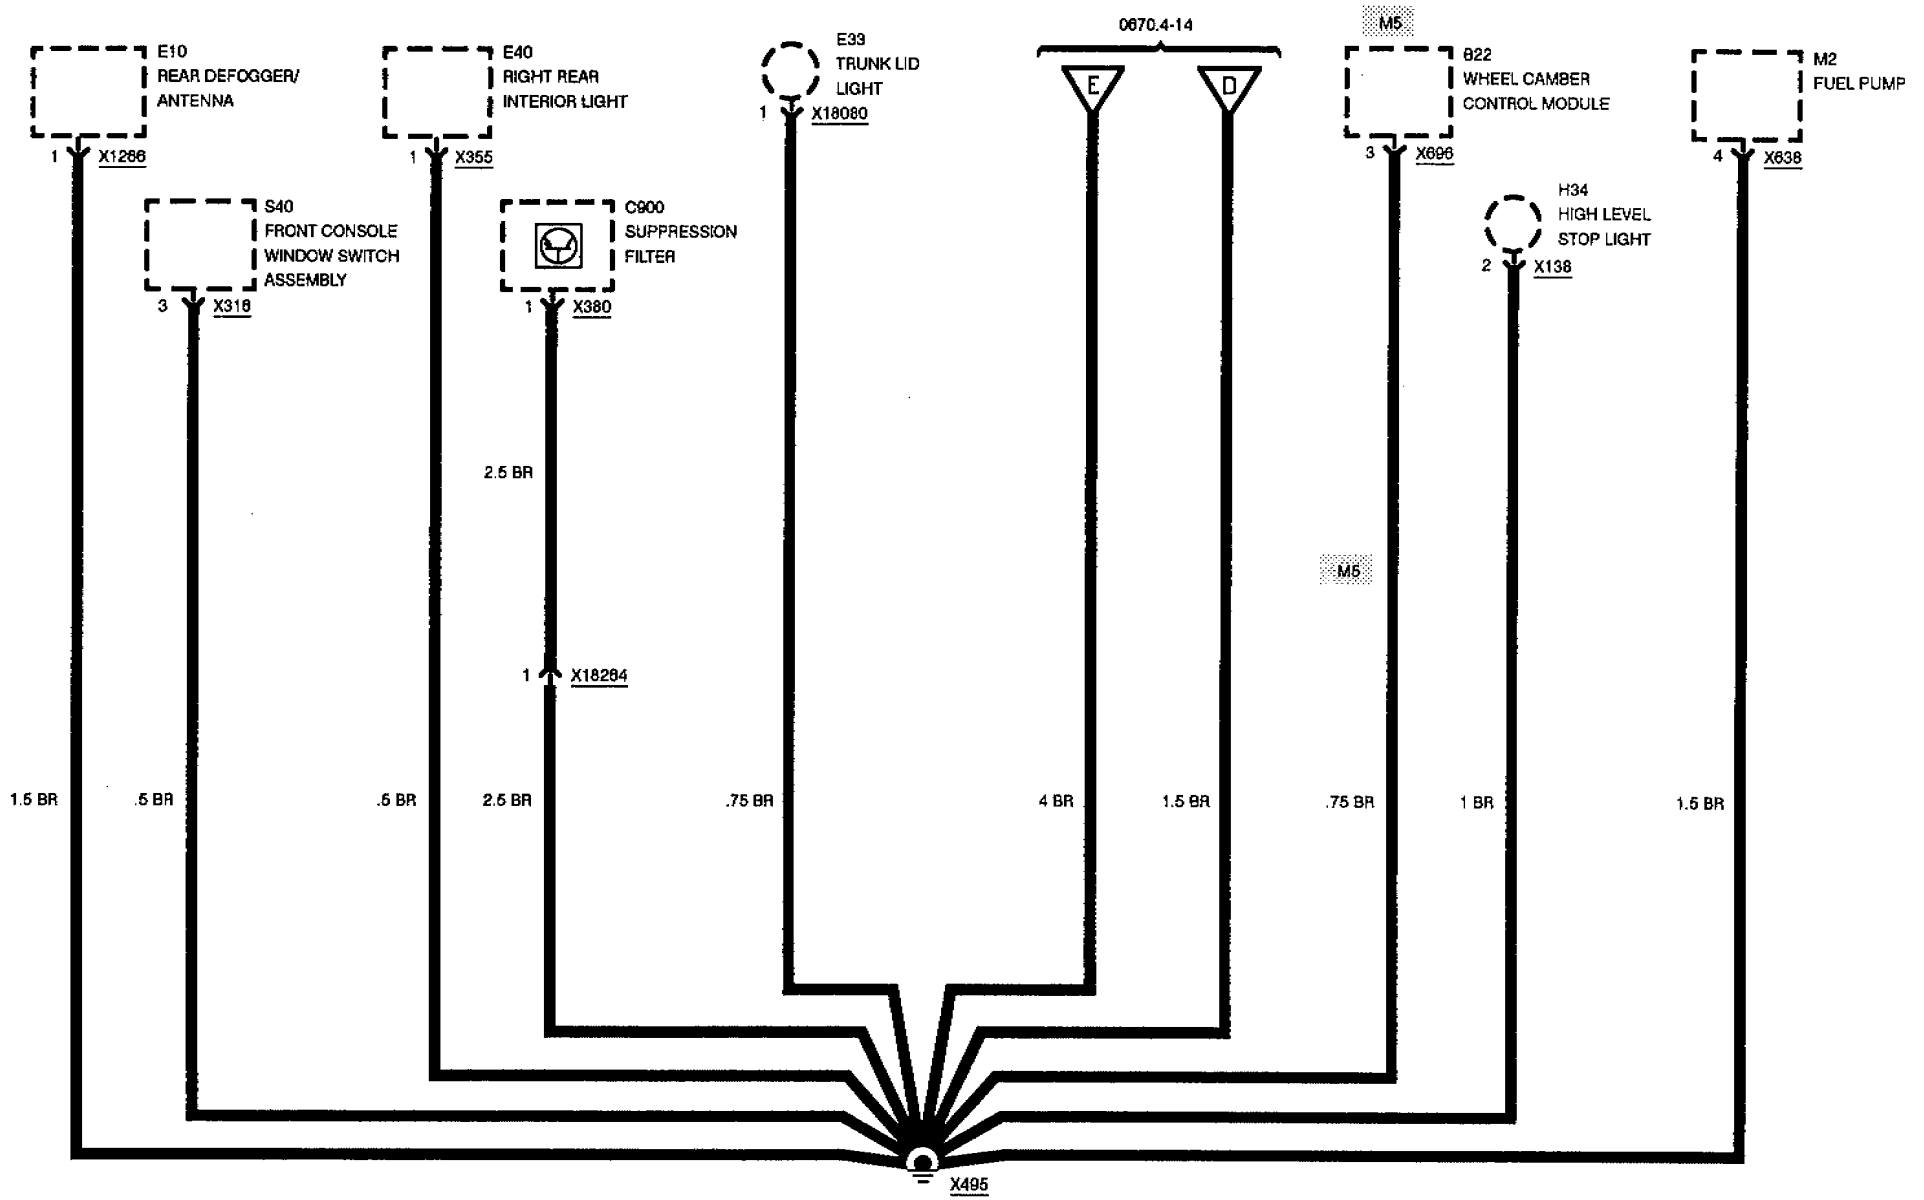 0670.4-14
M5
E10
REAR DEFOGGER/
ANTENNA
1
X1266
E40
RIGHT REAR
INTERIOR LIGHT
1
X355
E33
TRUNK LID
LIGHT
1
X18080
E
D
B22
WHEEL CAMBER
CONTROL MODULE
3
X696
M2
FUEL PUMP
4
X638
S40
FRONT CONSOLE
WINDOW SWITCH
ASSEMBLY
3
X318
C900
SUPPRESSION
FILTER
1
X380
H34
HIGH LEVEL
STOP LIGHT
2
X138
2.5 BR
M5
1
X18264
1.5 BR
.5 BR
.5 BR
2.5 BR
.75 BR
4 BR
1.5 BR
.75 BR
1 BR
1.5 BR
X495